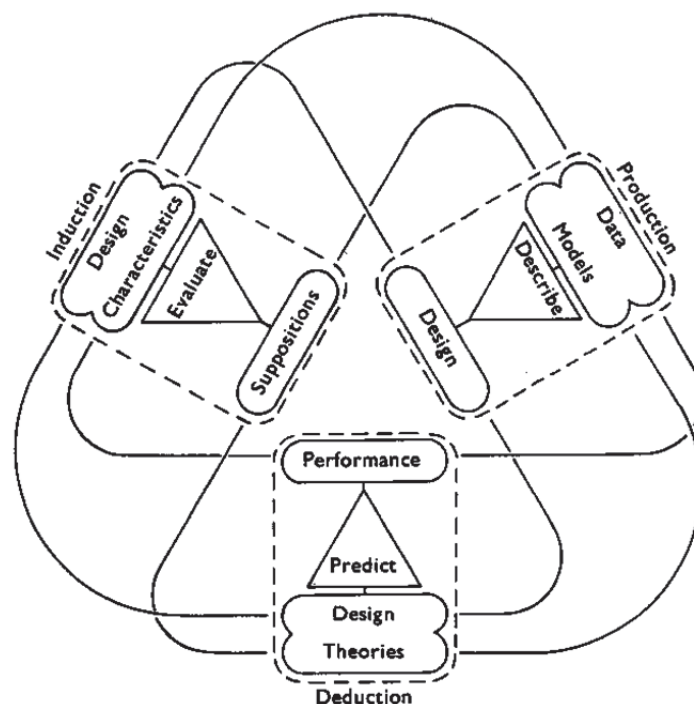 Induction
Design
Characteristics
Evaluate
Suppositions
Production
Data
Models
Describe
Design
Performance
Predict
Design
Theories
Deduction